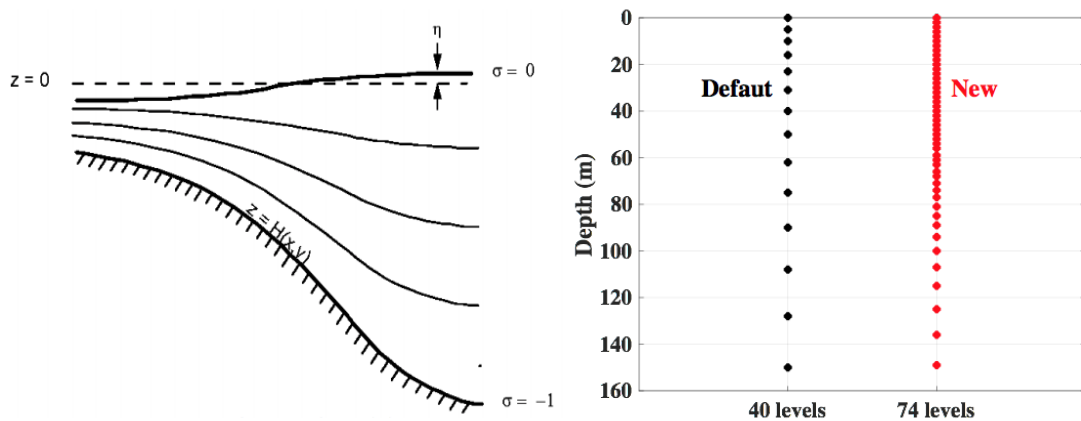 η
z = 0
σ = 0
z = H(x,y)
σ = −1
0
20
40
60
80
100
120
140
160
Depth (m)
Defaut
New
40 levels
74 levels